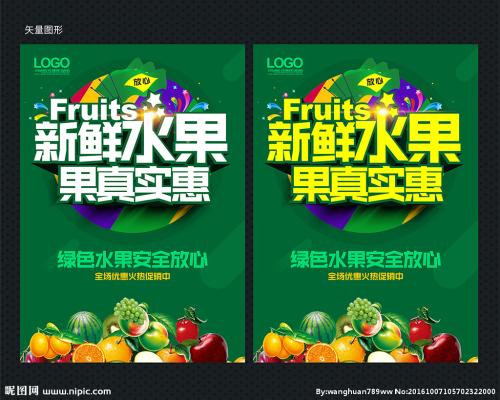 矢量图形
LOGO
放心
Fruits
新鲜水果
果真实惠
绿色水果安全放心
全场优惠火热促销中
LOGO
放心
Fruits
新鲜水果
果真实惠
绿色水果安全放心
全场优惠火热促销中
昵图网 www.nipic.com
By:wanghuan789ww No:20161007105702322000